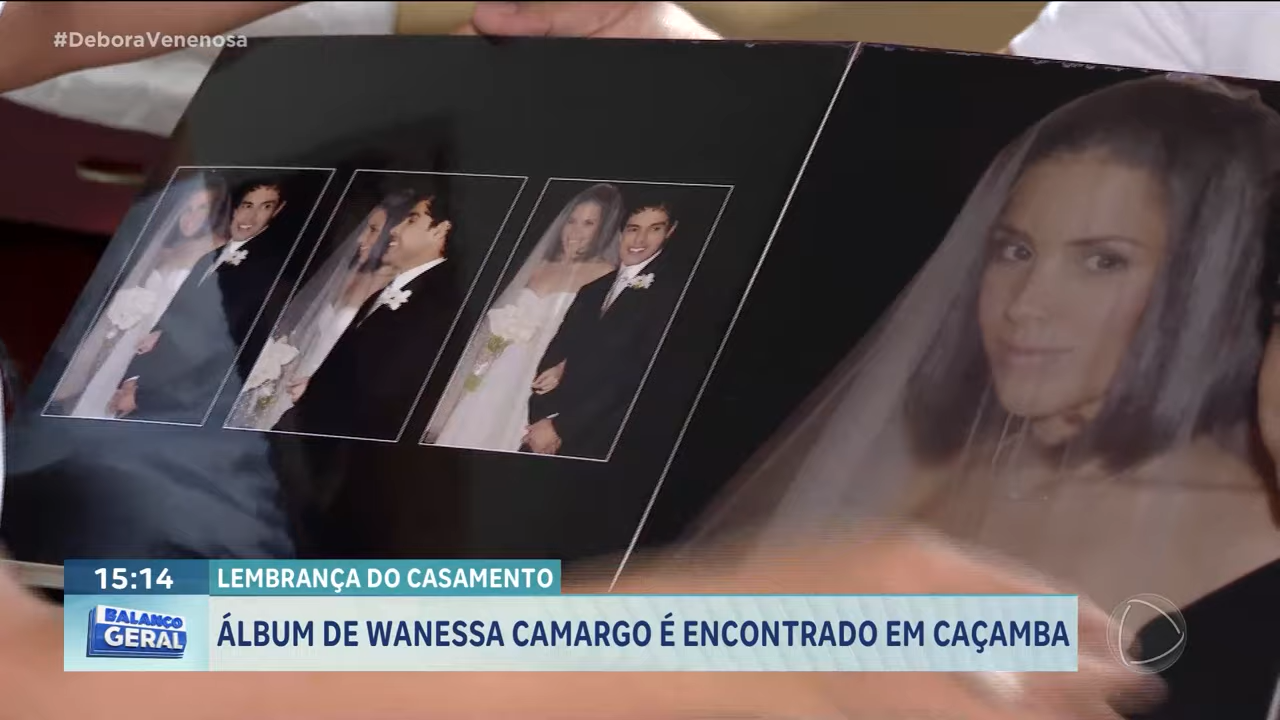 #DeboraVenenosa
15:14
LEMBRANÇA DO CASAMENTO
BALANÇO
GERAL
ÁLBUM DE WANESSA CAMARGO É ENCONTRADO EM CAÇAMBA